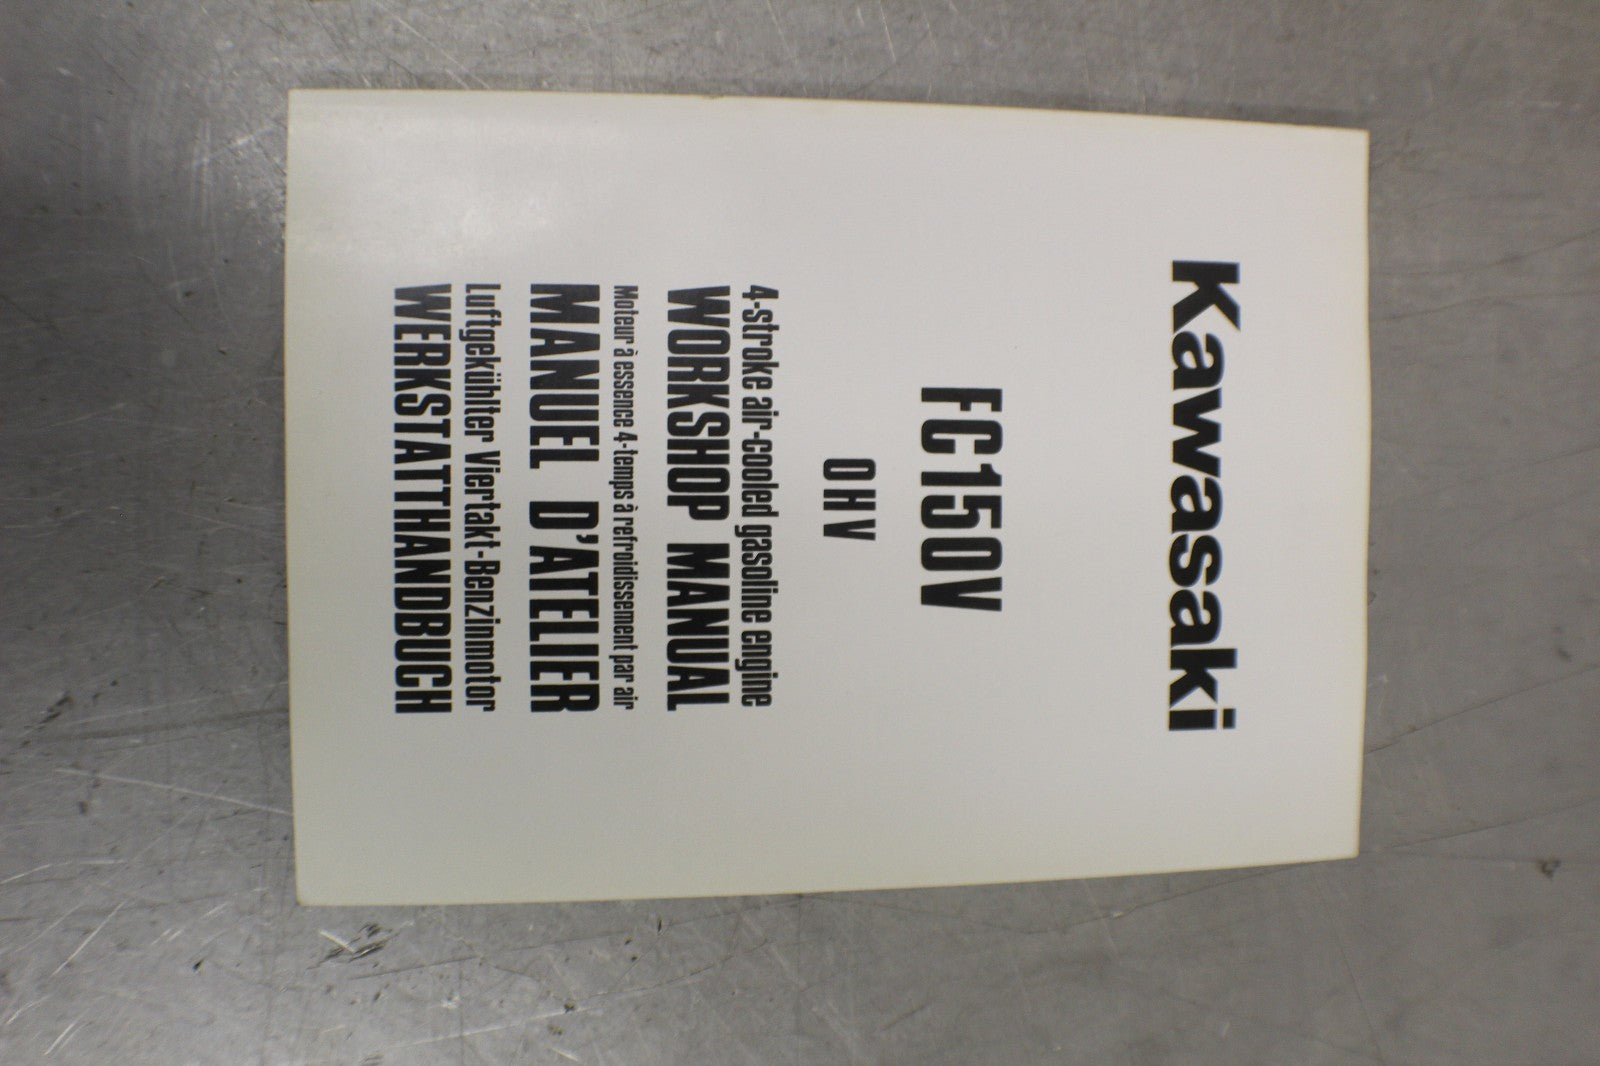 Kawasaki
FC150V
OHV
4-stroke air-cooled gasoline engine
WORKSHOP MANUAL
Moteur à essence 4-temps à refroidissement par air
MANUEL D'ATELIER
Luftgekühlter Viertakt-Benzinmotor
WERKSTATTHANDBUCH